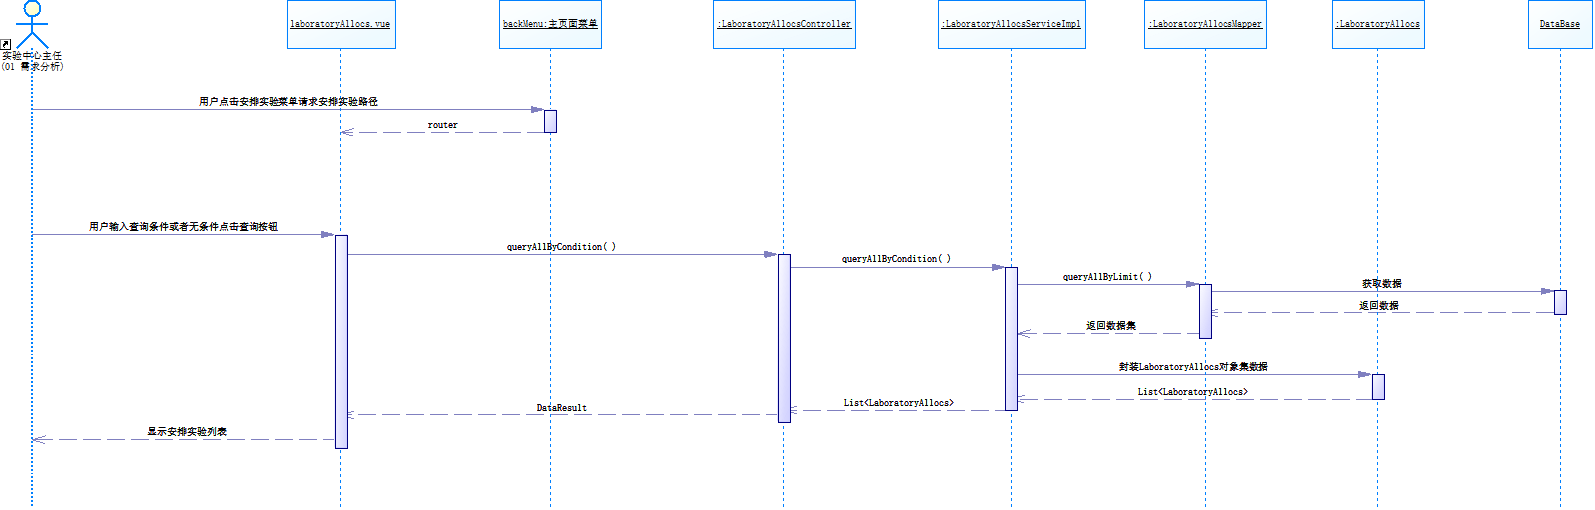 laboratoryAllocs.vue
backMenu:主页面菜单
:LaboratoryAllocsController
:LaboratoryAllocsServiceImpl
:LaboratoryAllocsMapper
:LaboratoryAllocs
DataBase
实验中心主任
(01 需求分析)
用户点击安排实验菜单请求安排实验路径
router
用户输入查询条件或者无条件点击查询按钮
queryAllByCondition( )
queryAllByCondition( )
queryAllByLimit( )
获取数据
返回数据
返回数据集
封装LaboratoryAllocs对象集数据
List<LaboratoryAllocs>
List<LaboratoryAllocs>
DataResult
显示安排实验列表